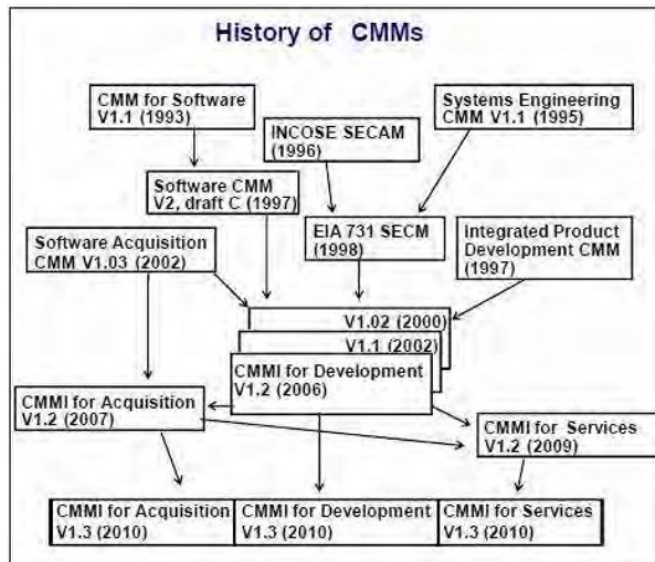 History of CMMs
CMM for Software
V1.1 (1993)
Systems Engineering
CMM V1.1 (1995)
INCOSE SECAM
(1996)
Software CMM
V2, draft C (1997)
EIA 731 SECM
(1998)
Integrated Product
Development CMM
(1997)
Software Acquisition
CMM V1.03 (2002)
V1.02 (2000)
V1.1 (2002)
CMMI for Development
V1.2 (2006)
CMMI for Acquisition
V1.2 (2007)
CMMI for Services
V1.2 (2009)
CMMI for Acquisition
V1.3 (2010)
CMMI for Development
V1.3 (2010)
CMMI for Services
V1.3 (2010)